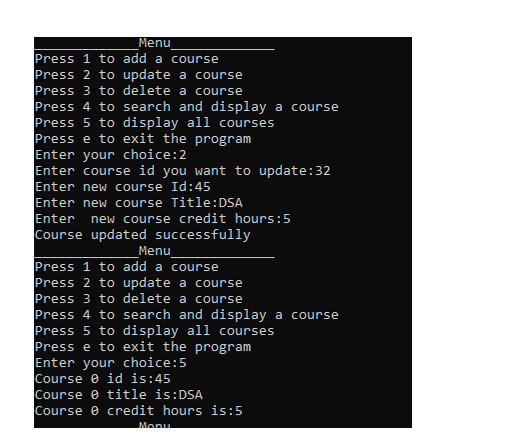 _____________Menu_____________
Press 1 to add a course
Press 2 to update a course
Press 3 to delete a course
Press 4 to search and display a course
Press 5 to display all courses
Press e to exit the program
Enter your choice:2
Enter course id you want to update:32
Enter new course Id:45
Enter new course Title:DSA
Enter  new course credit hours:5
Course updated successfully
_____________Menu_____________
Press 1 to add a course
Press 2 to update a course
Press 3 to delete a course
Press 4 to search and display a course
Press 5 to display all courses
Press e to exit the program
Enter your choice:5
Course 0 id is:45
Course 0 title is:DSA
Course 0 credit hours is:5
Menu